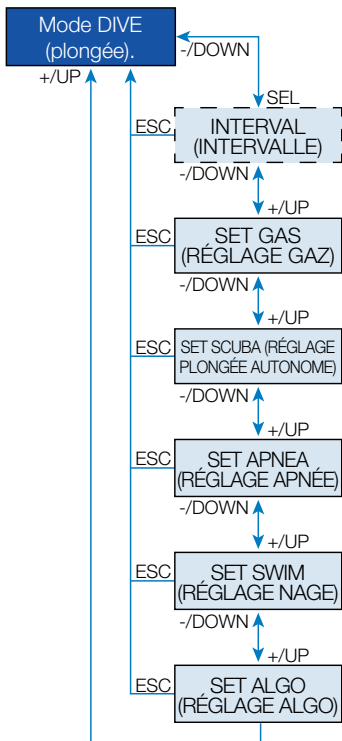 Mode DIVE
(plongée).
-/DOWN
+/UP
SEL
ESC
INTERVAL
(INTERVALLE)
-/DOWN
+/UP
ESC
SET GAS
(RÉGLAGE GAZ)
-/DOWN
+/UP
ESC
SET SCUBA (RÉGLAGE
PLONGÉE AUTONOME)
-/DOWN
+/UP
ESC
SET APNEA
(RÉGLAGE APNÉE)
-/DOWN
+/UP
ESC
SET SWIM
(RÉGLAGE NAGE)
-/DOWN
+/UP
ESC
SET ALGO
(RÉGLAGE ALGO)